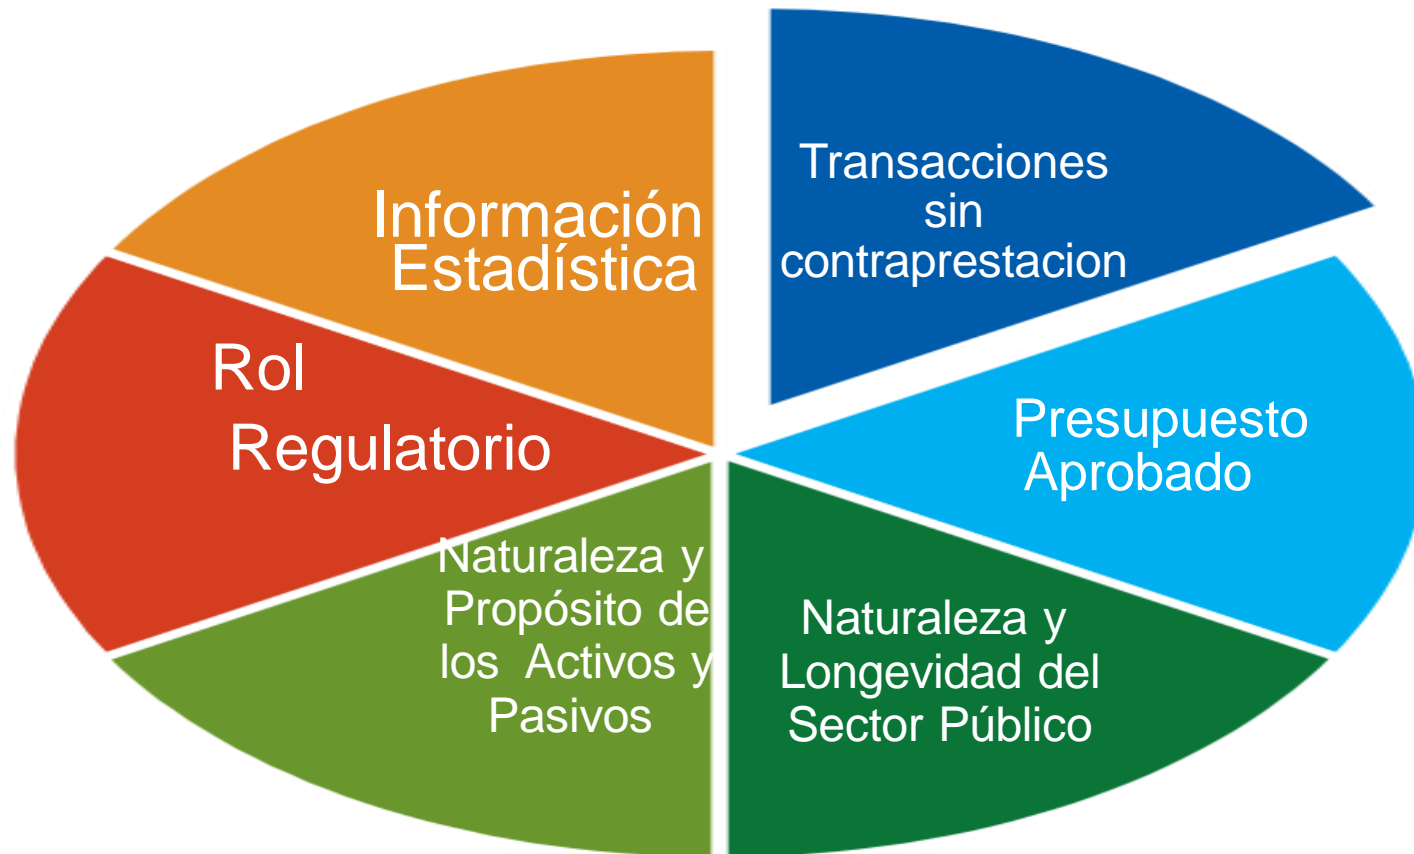 Transacciones
sin
contraprestacion
Presupuesto
Aprobado
Naturaleza y
Longevidad del
Sector Público
Naturaleza y
Propósito de
los Activos y
Pasivos
Rol
Regulatorio
Información
Estadística